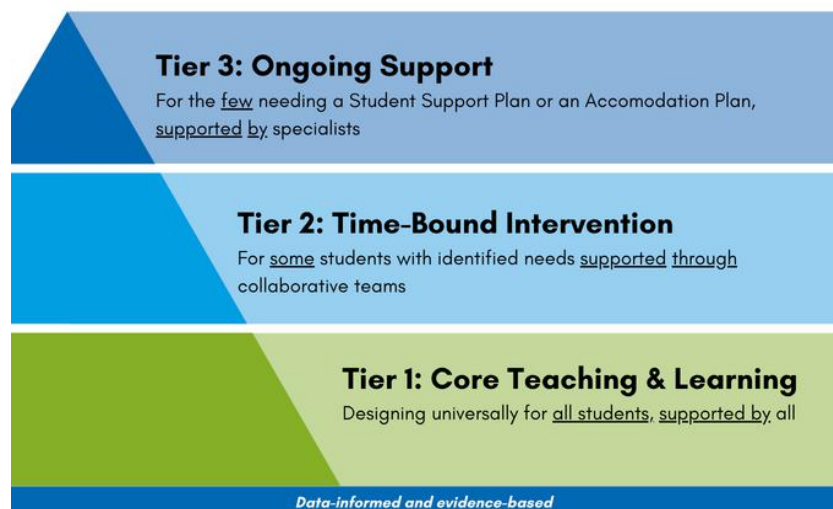 Tier 3: Ongoing Support
For the few needing a Student Support Plan or an Accomodation Plan,
supported by specialists
Tier 2: Time-Bound Intervention
For some students with identified needs supported through
collaborative teams
Tier 1: Core Teaching & Learning
Designing universally for all students, supported by all
Data-informed and evidence-based